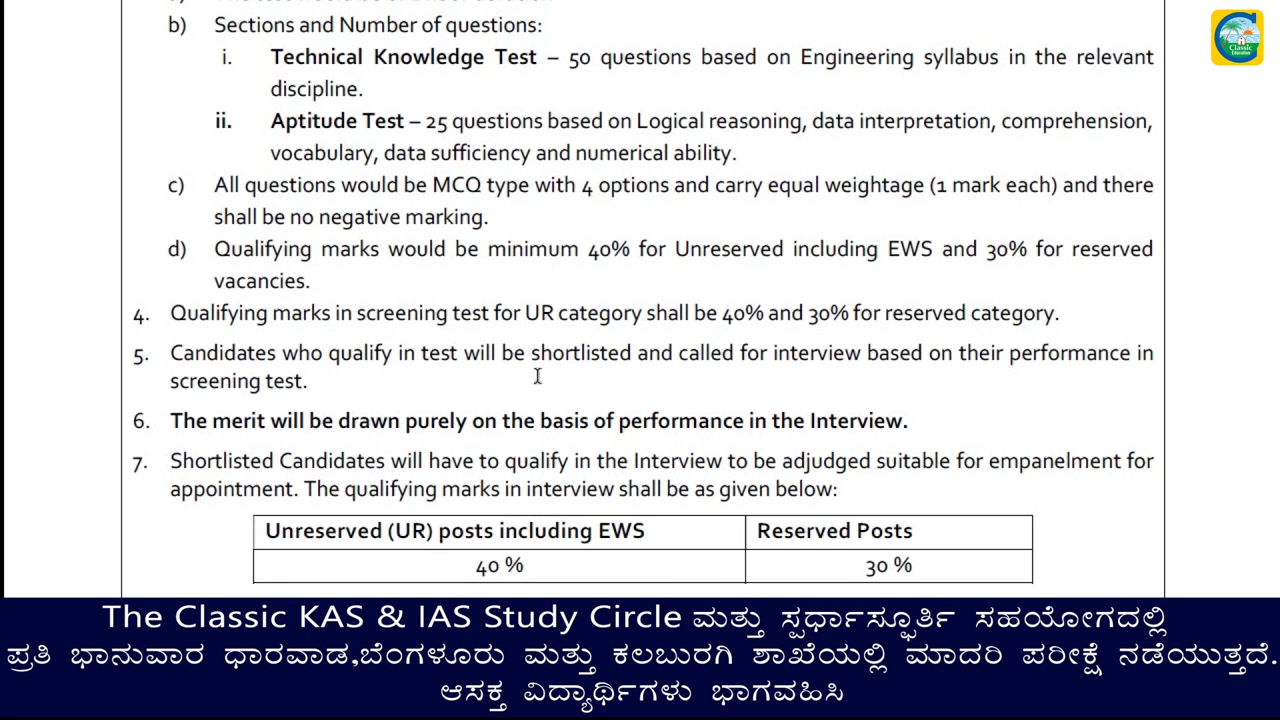 b) Sections and Number of questions:
i. Technical Knowledge Test – 50 questions based on Engineering syllabus in the relevant
discipline.
ii. Aptitude Test – 25 questions based on Logical reasoning, data interpretation, comprehension,
vocabulary, data sufficiency and numerical ability.
c) All questions would be MCQ type with 4 options and carry equal weightage (1 mark each) and there
shall be no negative marking.
d) Qualifying marks would be minimum 40% for Unreserved including EWS and 30% for reserved
vacancies.
4. Qualifying marks in screening test for UR category shall be 40% and 30% for reserved category.
5. Candidates who qualify in test will be shortlisted and called for interview based on their performance in
screening test.
6. The merit will be drawn purely on the basis of performance in the Interview.
7. Shortlisted Candidates will have to qualify in the Interview to be adjudged suitable for empanelment for
appointment. The qualifying marks in interview shall be as given below:
Unreserved (UR) posts including EWS Reserved Posts
40 % 30 %
The Classic KAS & IAS Study Circle ಮತ್ತು ಸ್ಪರ್ಧಾಸ್ಫೂರ್ತಿ ಸಹಯೋಗದಲ್ಲಿ
ಪ್ರತಿ ಭಾನುವಾರ ಧಾರವಾಡ,ಬೆಂಗಳೂರು ಮತ್ತು ಕಲಬುರಗಿ ಶಾಖೆಯಲ್ಲಿ ಮಾದರಿ ಪರೀಕ್ಷೆ ನಡೆಯುತ್ತದೆ.
ಆಸಕ್ತ ವಿದ್ಯಾರ್ಥಿಗಳು ಭಾಗವಹಿಸಿ
Classic
Education